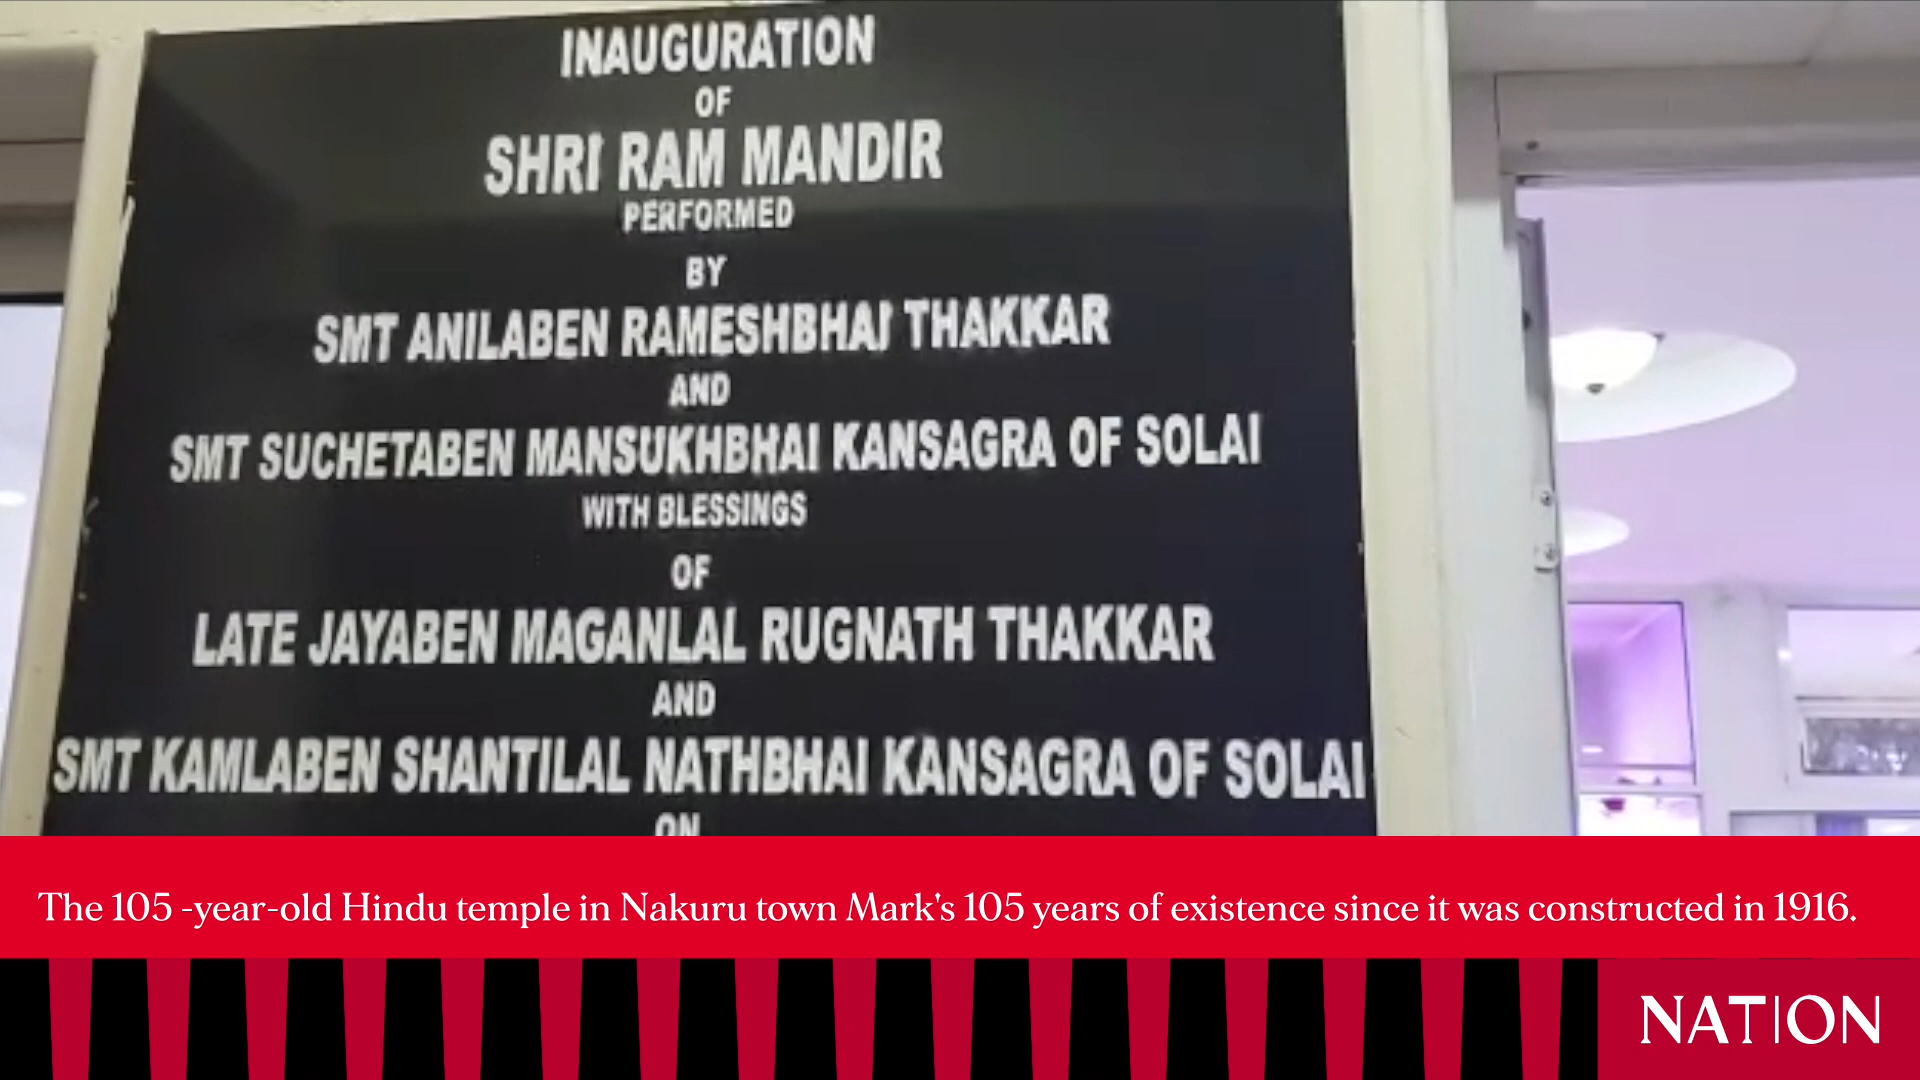 INAUGURATION
OF
SHRI RAM MANDIR
PERFORMED
BY
SMT ANILABEN RAMESHBHAI THAKKAR
AND
SMT SUCHETABEN MANSUKHBHAI KANSAGRA OF SOLAI
WITH BLESSINGS
OF
LATE JAYABEN MAGANLAL RUGNATH THAKKAR
AND
SMT KAMLABEN SHANTILAL NATHBHAI KANSAGRA OF SOLAI
ON
The 105 -year-old Hindu temple in Nakuru town Mark's 105 years of existence since it was constructed in 1916.
NATION